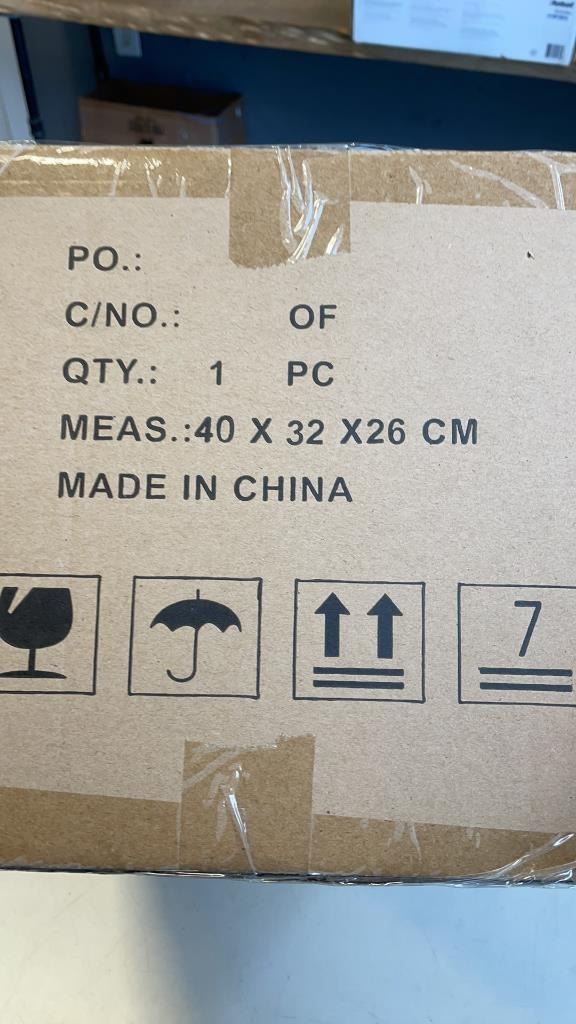 PO.:
C/NO.: OF
QTY.: 1 PC
MEAS.:40 X 32 X26 CM
MADE IN CHINA
7